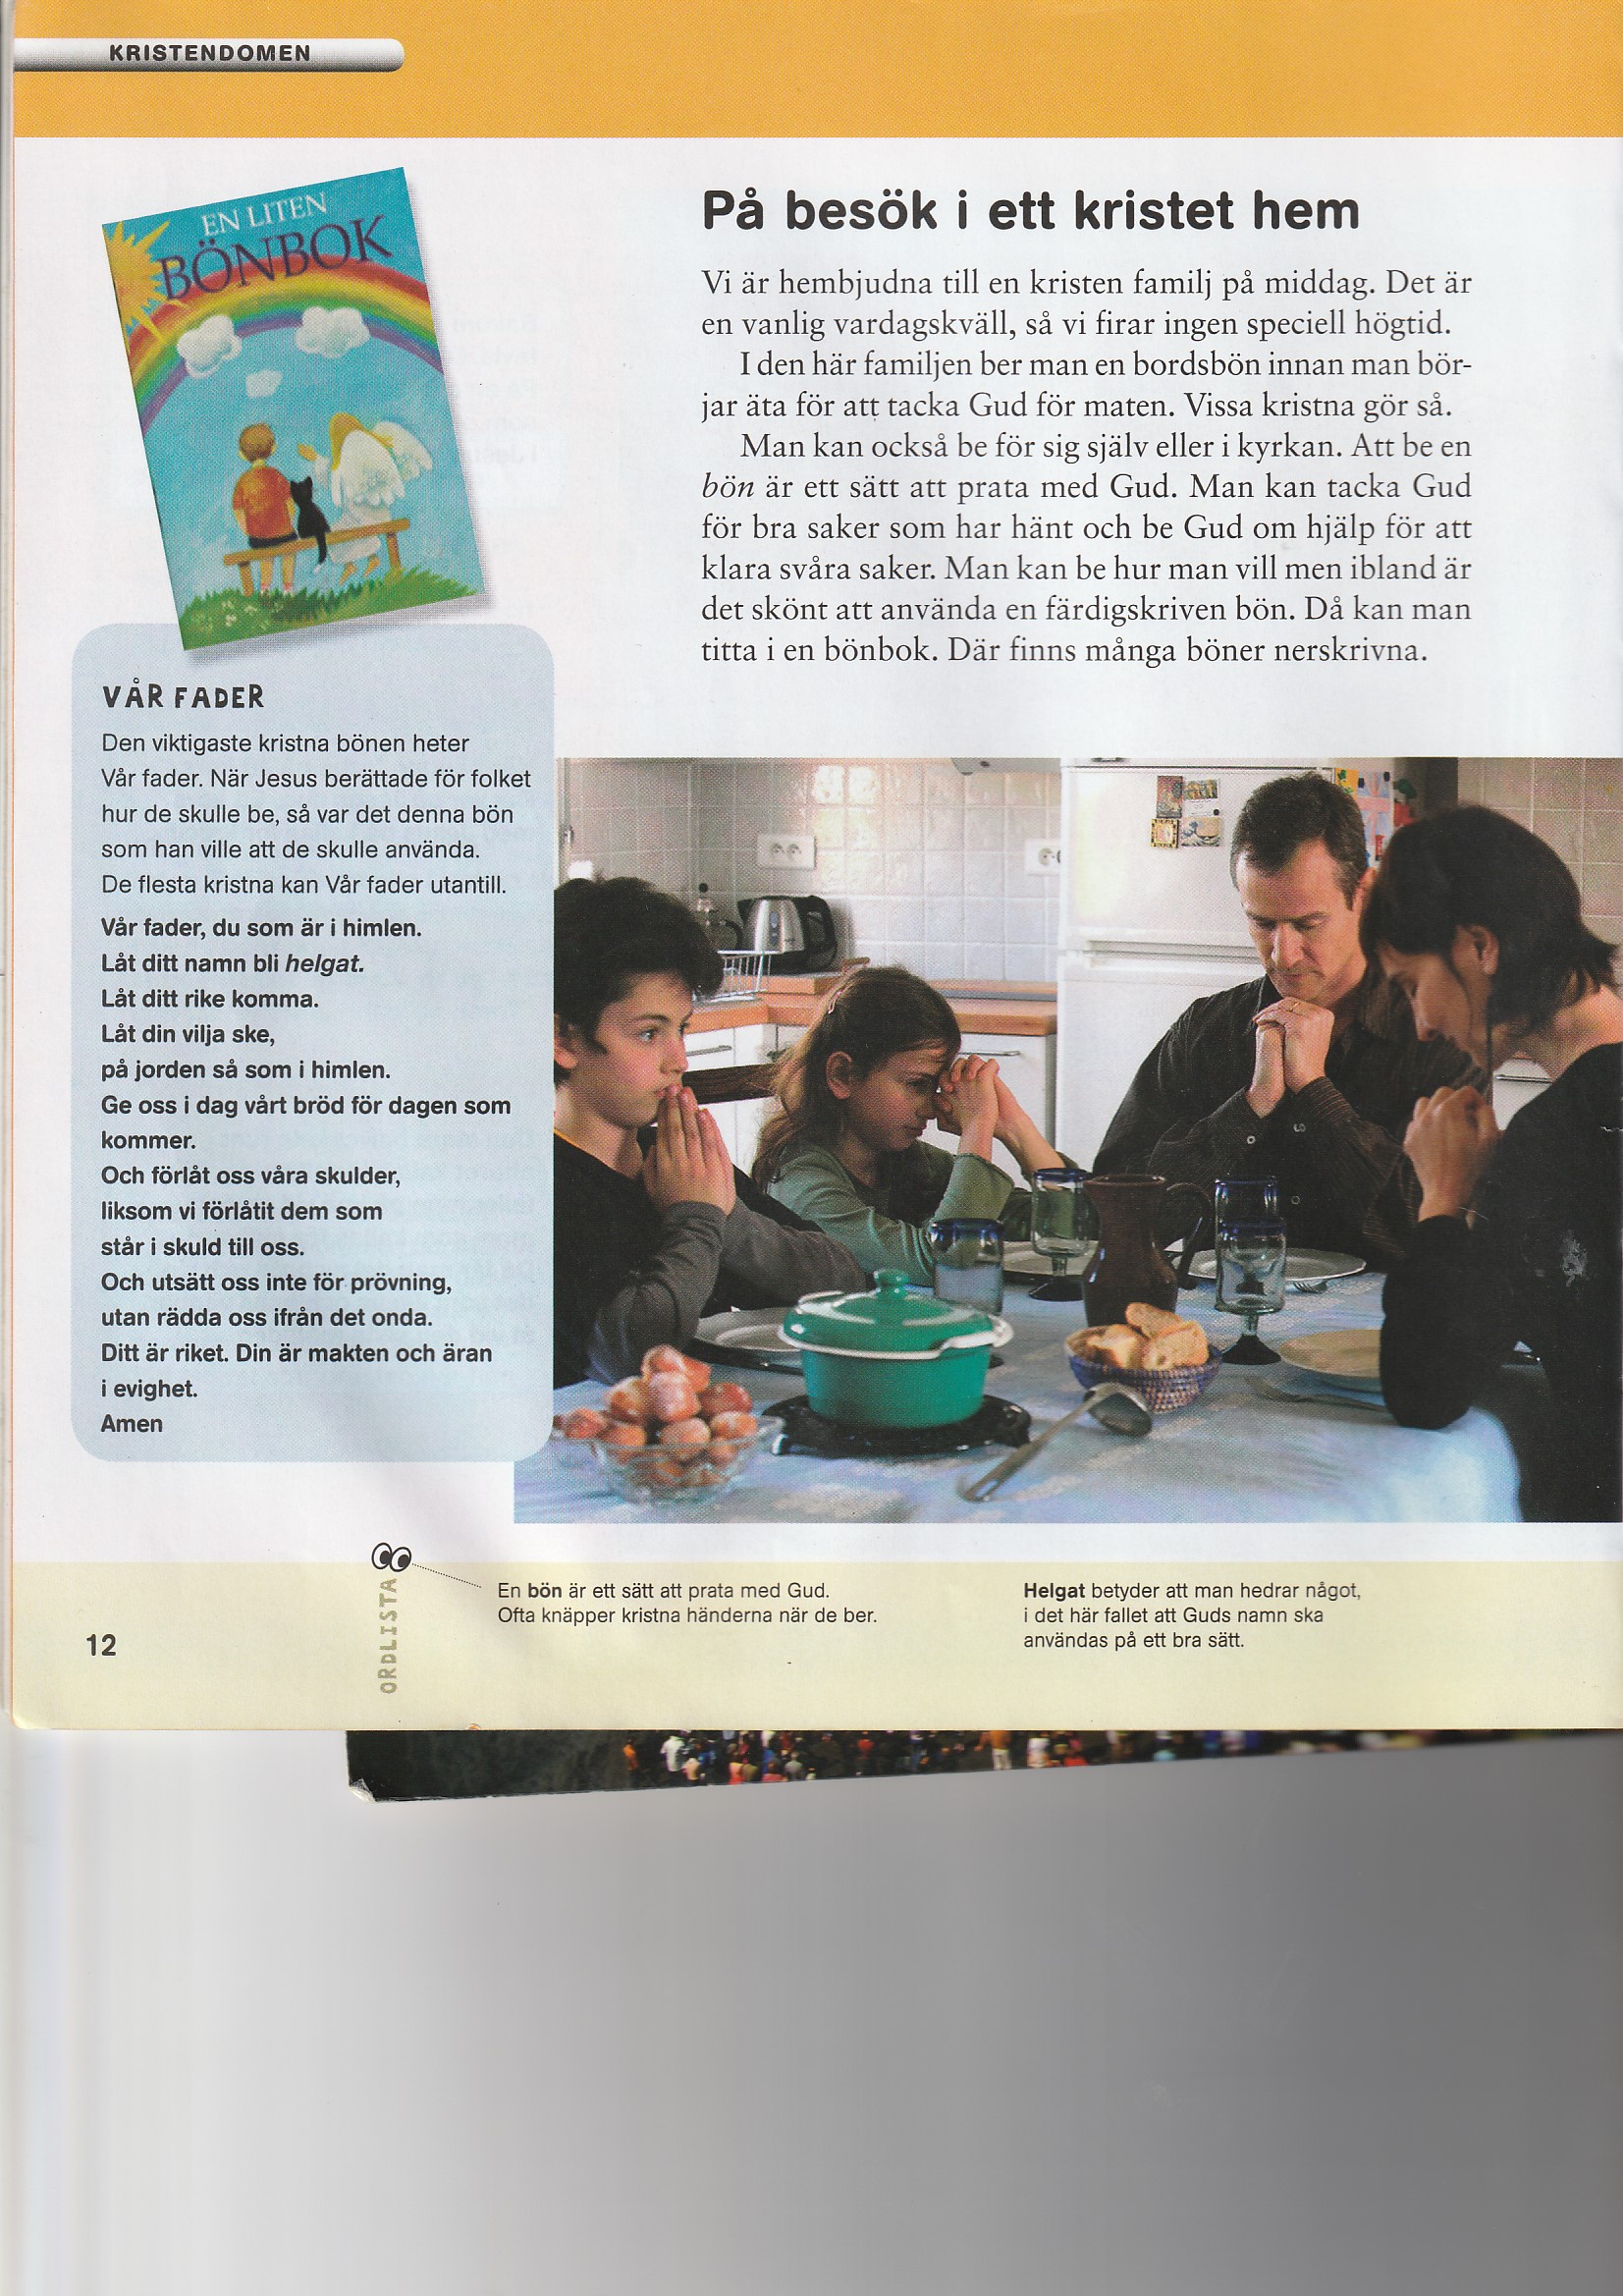 KRISTENDOMEN
EN LITEN
BÖNBOK
På besök i ett kristet hem
Vi är hembjudna till en kristen familj på middag. Det är
en vanlig vardagskväll, så vi firar ingen speciell högtid.
I den här familjen ber man en bordsbön innan man bör-
jar äta för att tacka Gud för maten. Vissa kristna gör så.
Man kan också be för sig själv eller i kyrkan. Att be en
bön är ett sätt att prata med Gud. Man kan tacka Gud
för bra saker som har hänt och be Gud om hjälp för att
klara svåra saker. Man kan be hur man vill men ibland är
det skönt att använda en färdigskriven bön. Då kan man
titta i en bönbok. Där finns många böner nerskrivna.
VÅR FADER
Den viktigaste kristna bönen heter
Vår fader. När Jesus berättade för folket
hur de skulle be, så var det denna bön
som han ville att de skulle använda.
De flesta kristna kan Vår fader utantill.
Vår fader, du som är i himlen.
Låt ditt namn bli helgat.
Låt ditt rike komma.
Låt din vilja ske,
på jorden så som i himlen.
Ge oss i dag vårt bröd för dagen som
kommer.
Och förlåt oss våra skulder,
liksom vi förlåtit dem som
står i skuld till oss.
Och utsätt oss inte för prövning,
utan rädda oss ifrån det onda.
Ditt är riket. Din är makten och äran
i evighet.
Amen
ORDLISTA
En bön är ett sätt att prata med Gud.
Ofta knäpper kristna händerna när de ber.
Helgat betyder att man hedrar något,
i det här fallet att Guds namn ska
användas på ett bra sätt.
12